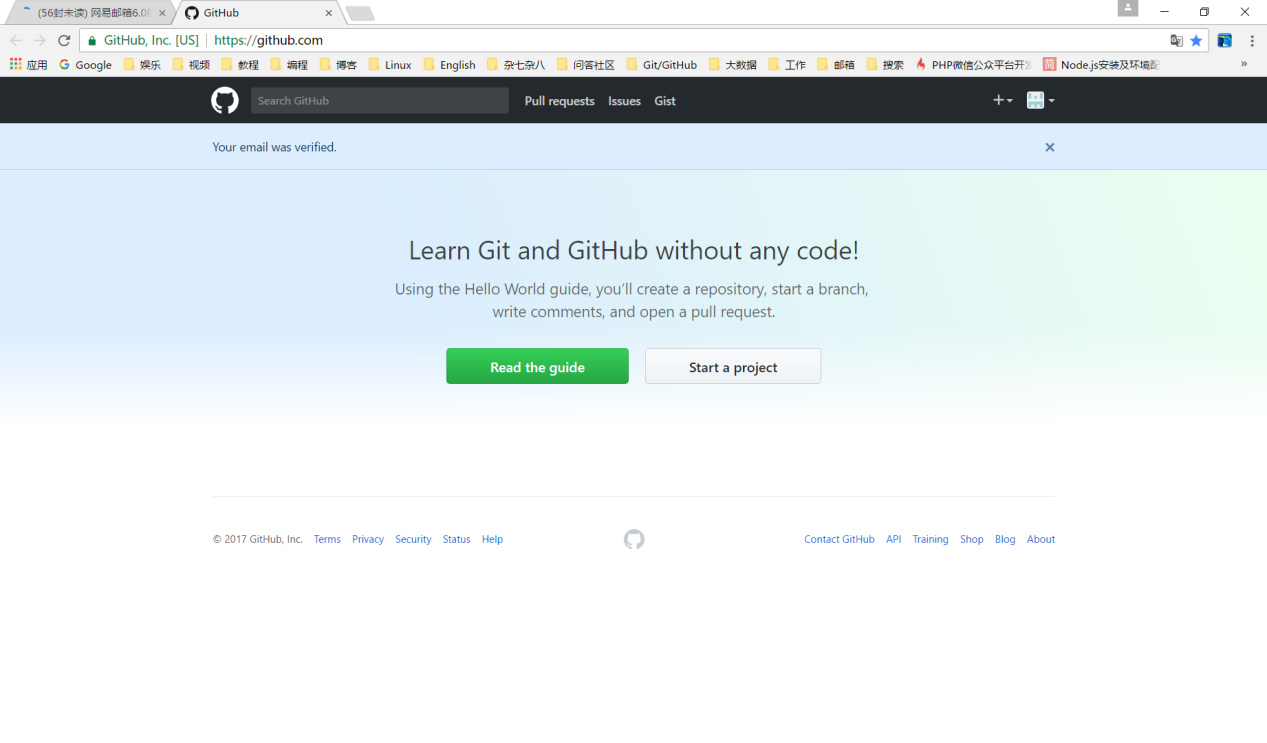 (56封未读) 网易邮箱6.0
GitHub
GitHub, Inc. [US] | https://github.com
应用 Google 娱乐 视频 教程 编程 博客 Linux English 杂七杂八 问答社区 Git/GitHub 大数据 工作 邮箱 搜索 PHP微信公众平台开发 Node.js安装及环境配 »
Search GitHub Pull requests Issues Gist
Your email was verified.
Learn Git and GitHub without any code!
Using the Hello World guide, you’ll create a repository, start a branch,
write comments, and open a pull request.
Read the guide Start a project
© 2017 GitHub, Inc. Terms Privacy Security Status Help Contact GitHub API Training Shop Blog About